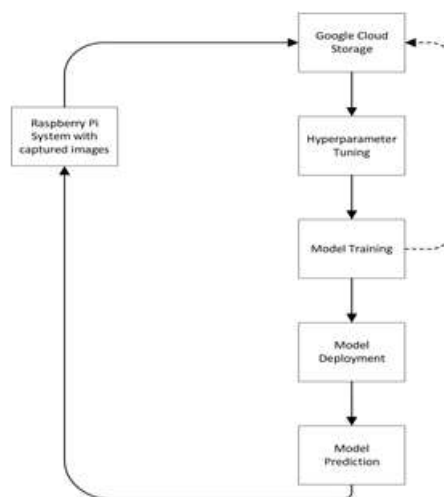 Google Cloud
Storage
Raspberry Pi
System with
captured images
Hyperparameter
Tuning
Model Training
Model
Deployment
Model
Prediction